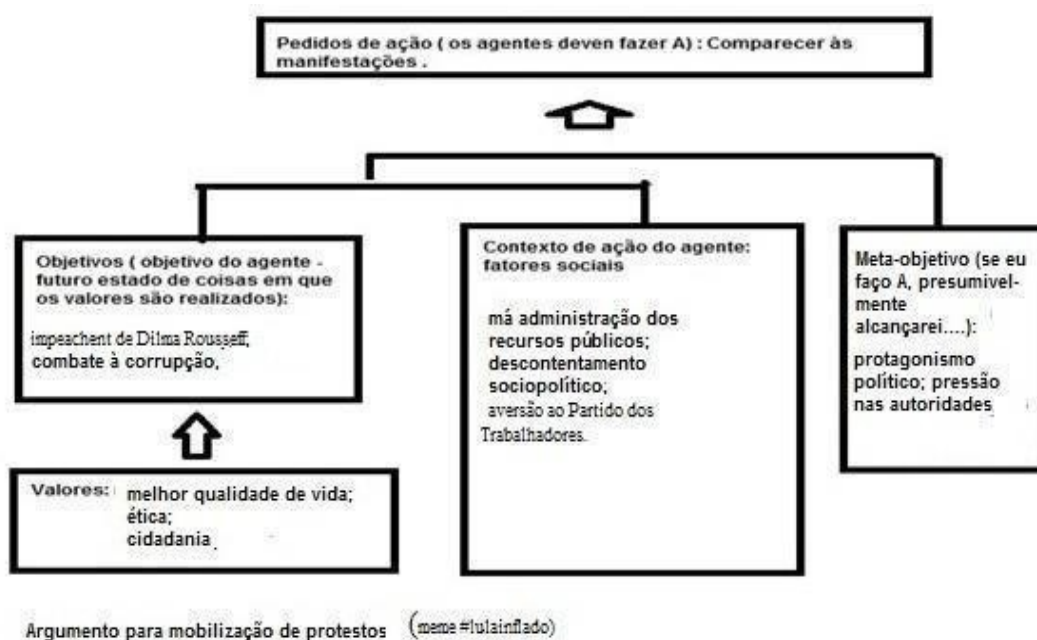 Pedidos de ação ( os agentes deven fazer A) : Comparecer às
manifestações .
Objetivos ( objetivo do agente -
futuro estado de coisas em que
os valores são realizados):
impeachent de Dilma Rousseff;
combate à corrupção,
Contexto de ação do agente:
fatores sociais
má administração dos
recursos públicos;
descontentamento
sociopolítico;
aversão ao Partido dos
Trabalhadores.
Meta-objetivo (se eu
faço A, presumivel-
mente
alcançarei....):
protagonismo
político; pressão
nas autoridades
Valores: melhor qualidade de vida;
ética;
cidadania
Argumento para mobilização de protestos (meme #lulainflado)